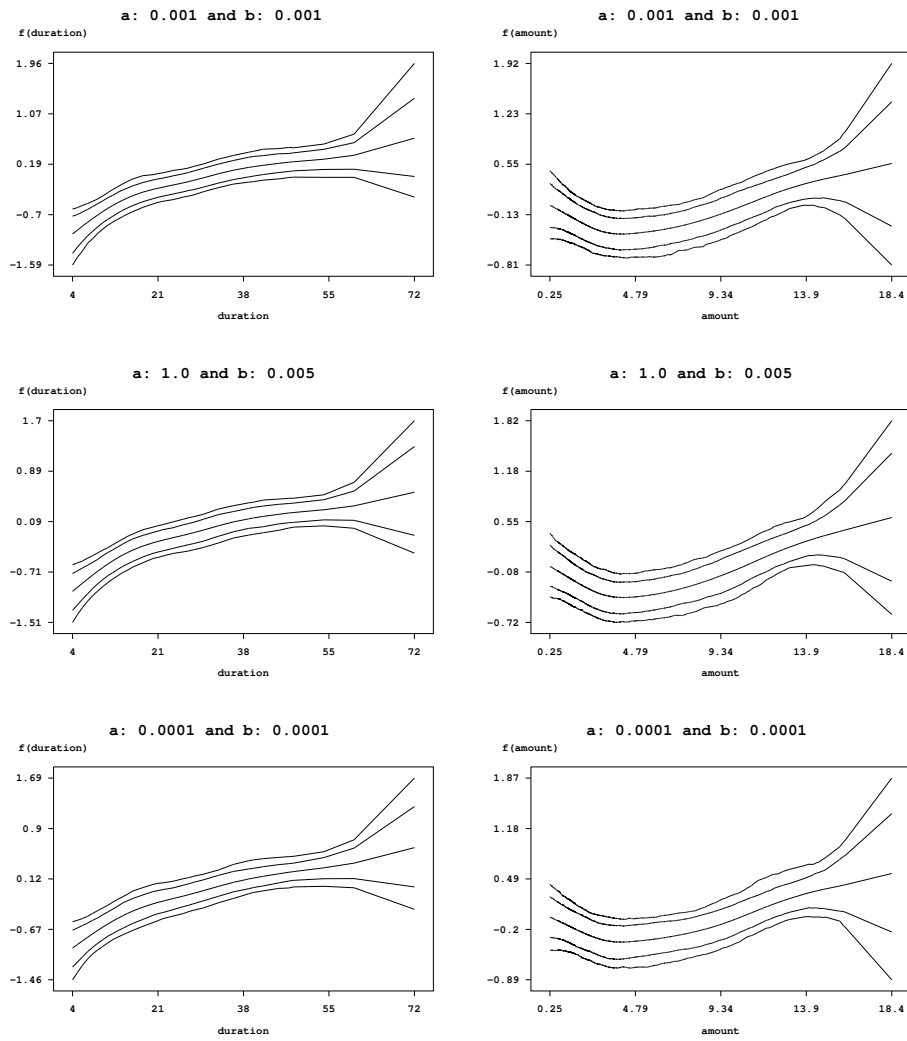 a: 0.001 and b: 0.001
f(duration)
1.96
1.07
0.19
−0.7
−1.59
4 21 38 55 72
duration
a: 0.001 and b: 0.001
f(amount)
1.92
1.23
0.55
−0.13
−0.81
0.25 4.79 9.34 13.9 18.4
amount
a: 1.0 and b: 0.005
f(duration)
1.7
0.89
0.09
−0.71
−1.51
4 21 38 55 72
duration
a: 1.0 and b: 0.005
f(amount)
1.82
1.18
0.55
−0.08
−0.72
0.25 4.79 9.34 13.9 18.4
amount
a: 0.0001 and b: 0.0001
f(duration)
1.69
0.9
0.12
−0.67
−1.46
4 21 38 55 72
duration
a: 0.0001 and b: 0.0001
f(amount)
1.87
1.18
0.49
−0.2
−0.89
0.25 4.79 9.34 13.9 18.4
amount